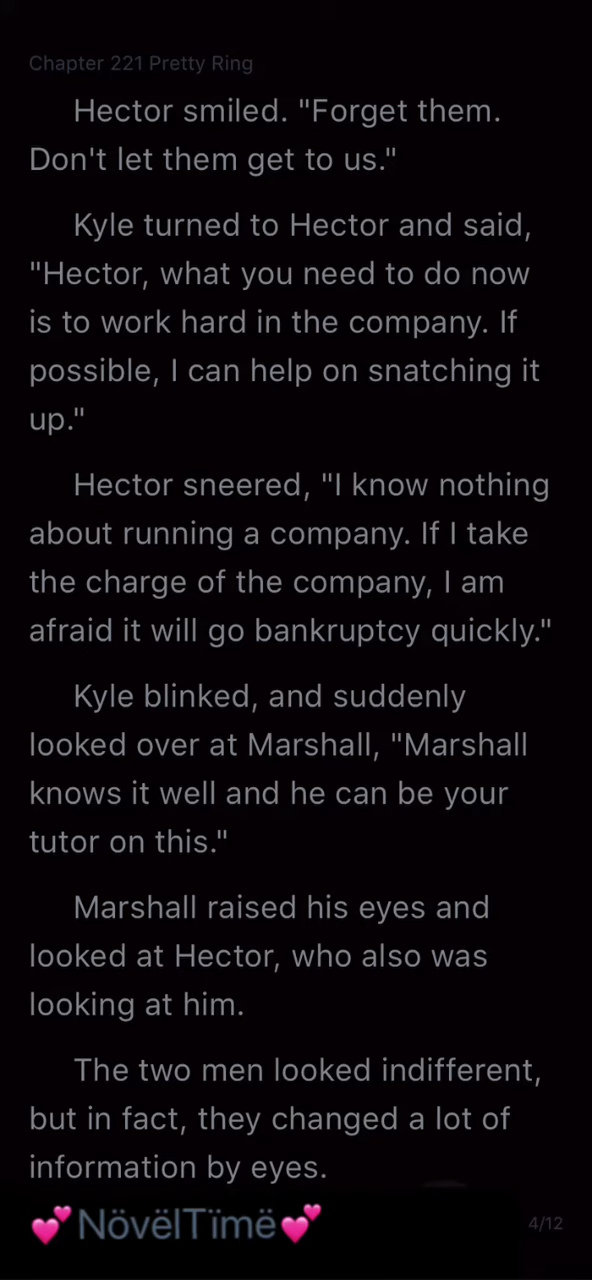 Chapter 221 Pretty Ring
Hector smiled. "Forget them.
Don't let them get to us."
Kyle turned to Hector and said,
"Hector, what you need to do now
is to work hard in the company. If
possible, I can help on snatching it
up."
Hector sneered, "I know nothing
about running a company. If I take
the charge of the company, I am
afraid it will go bankruptcy quickly."
Kyle blinked, and suddenly
looked over at Marshall, "Marshall
knows it well and he can be your
tutor on this."
Marshall raised his eyes and
looked at Hector, who also was
looking at him.
The two men looked indifferent,
but in fact, they changed a lot of
information by eyes.
💕NövëlTïmë💕
4/12